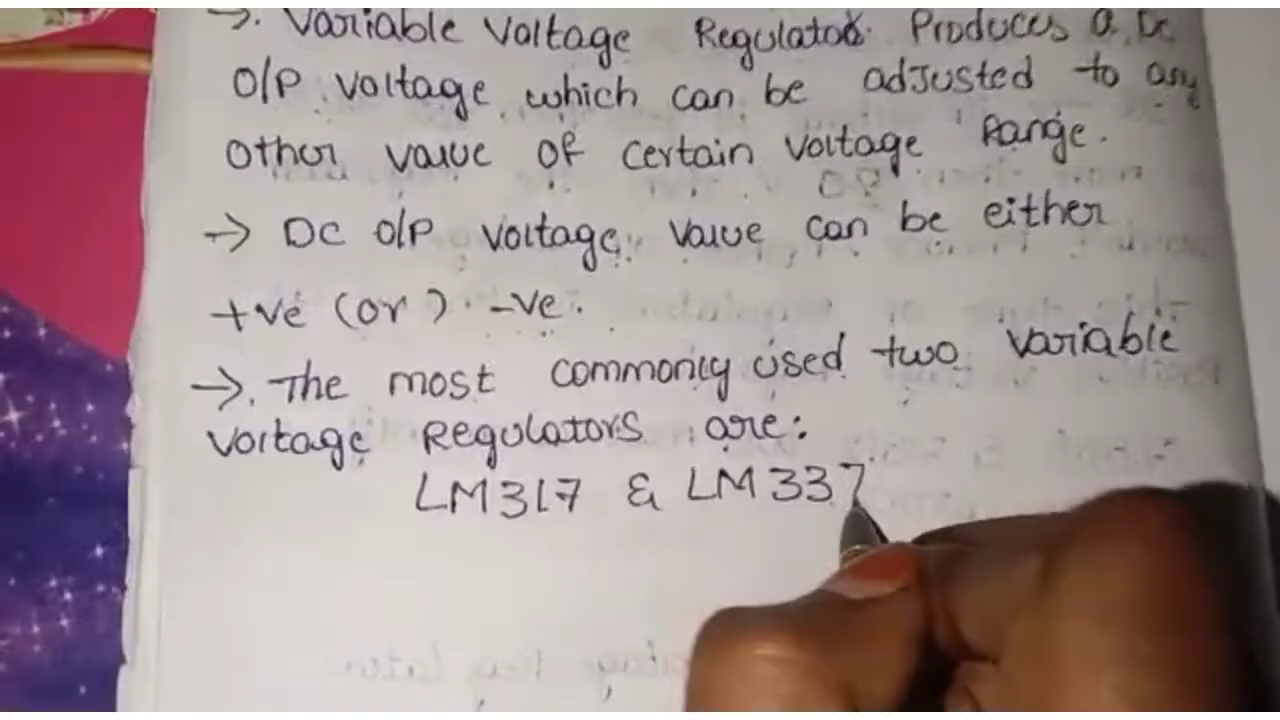 →. Variable Voltage Regulator. Produces a Dc
O/P voltage which can be adjusted to any
other value of certain voltage Range.
→ DC O/P voltage value can be either
+ve (or) -ve.
→. The most commonly used two variable
voltage Regulators are:
LM317 & LM337